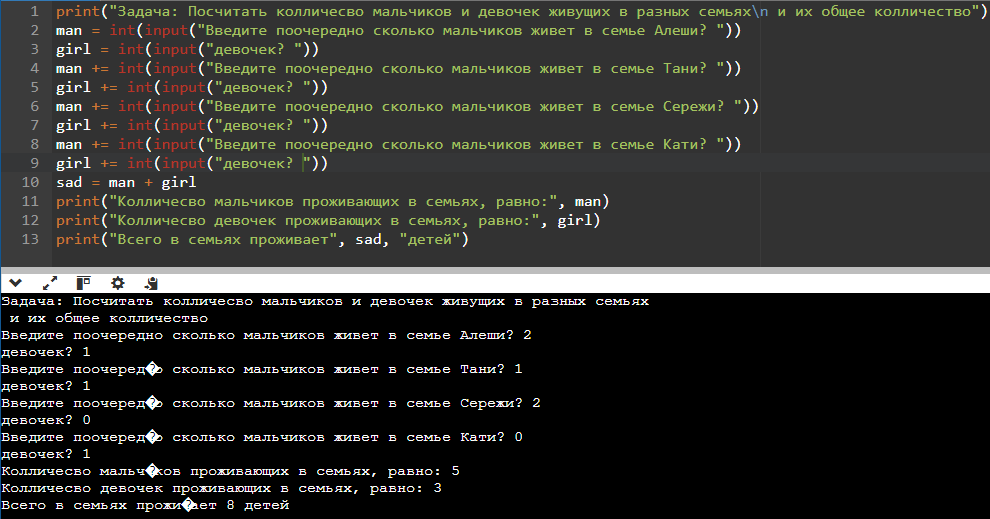 1 print("Задача: Посчитать колличесво мальчиков и девочек живущих в разных семьях\n и их общее колличество")
2 man = int(input("Введите поочередно сколько мальчиков живет в семье Алеши? "))
3 girl = int(input("девочек? "))
4 man += int(input("Введите поочередно сколько мальчиков живет в семье Тани? "))
5 girl += int(input("девочек? "))
6 man += int(input("Введите поочередно сколько мальчиков живет в семье Сережи? "))
7 girl += int(input("девочек? "))
8 man += int(input("Введите поочередно сколько мальчиков живет в семье Кати? "))
9 girl += int(input("девочек? "))
10 sad = man + girl
11 print("Колличесво мальчиков проживающих в семьях, равно:", man)
12 print("Колличесво девочек проживающих в семьях, равно:", girl)
13 print("Всего в семьях проживает", sad, "детей")
Задача: Посчитать колличесво мальчиков и девочек живущих в разных семьях
и их общее колличество
Введите поочередно сколько мальчиков живет в семье Алеши? 2
девочек? 1
Введите поочеред�о сколько мальчиков живет в семье Тани? 1
девочек? 1
Введите поочеред�о сколько мальчиков живет в семье Сережи? 2
девочек? 0
Введите поочеред�о сколько мальчиков живет в семье Кати? 0
девочек? 1
Колличесво мальч�ков проживающих в семьях, равно: 5
Колличесво девочек проживающих в семьях, равно: 3
Всего в семьях прожи�ает 8 детей